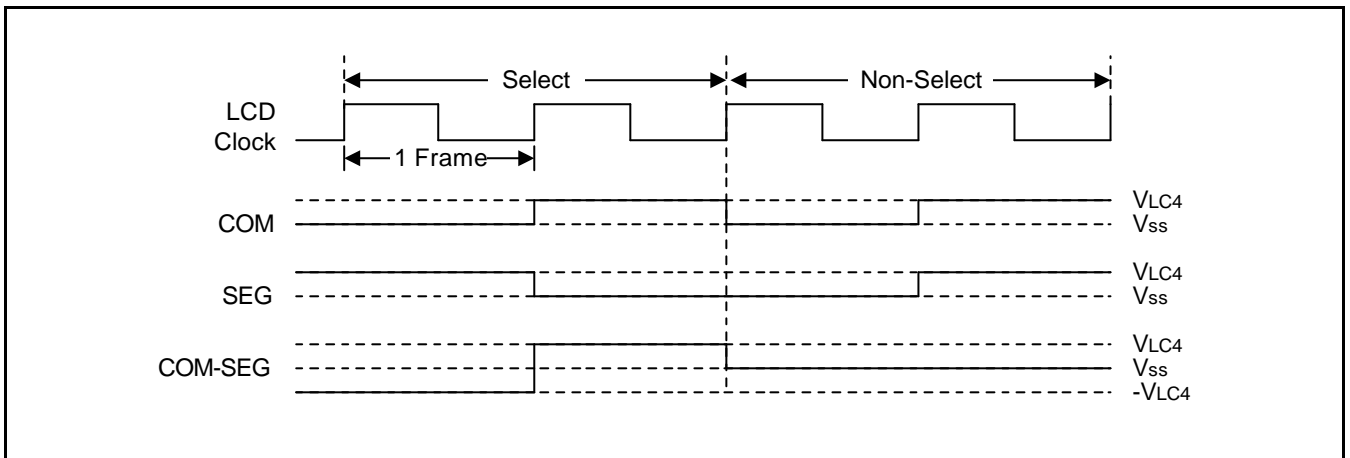 Select
Non-Select
LCD
Clock
1 Frame
COM
VLC4
Vss
SEG
VLC4
Vss
COM-SEG
VLC4
Vss
-VLC4